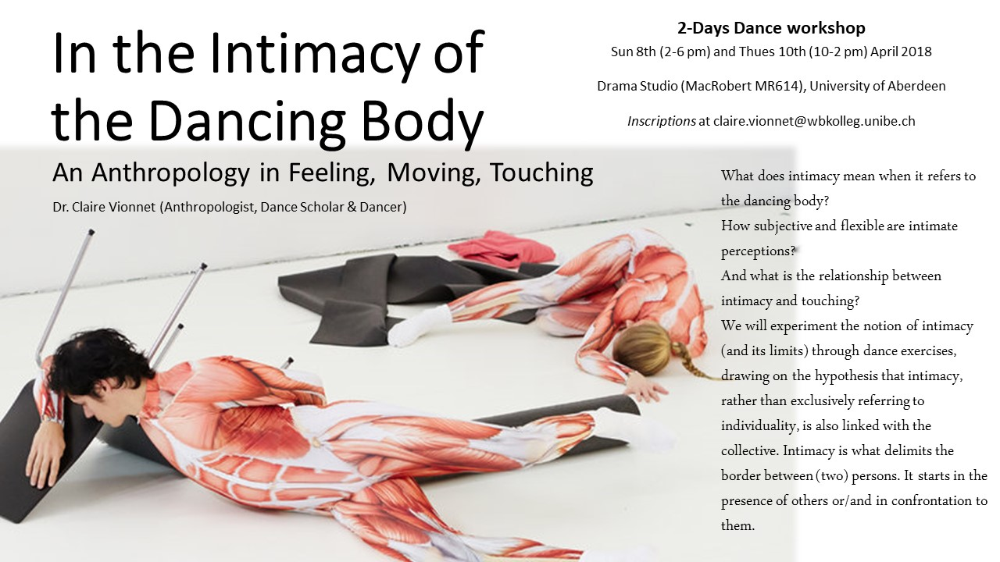 In the Intimacy of
the Dancing Body
An Anthropology in Feeling, Moving, Touching
Dr. Claire Vionnet (Anthropologist, Dance Scholar & Dancer)
2-Days Dance workshop
Sun 8th (2-6 pm) and Thues 10th (10-2 pm) April 2018
Drama Studio (MacRobert MR614), University of Aberdeen
Inscriptions at claire.vionnet@wbkolleg.unibe.ch
What does intimacy mean when it refers to
the dancing body?
How subjective and flexible are intimate
perceptions?
And what is the relationship between
intimacy and touching?
We will experiment the notion of intimacy
(and its limits) through dance exercises,
drawing on the hypothesis that intimacy,
rather than exclusively referring to
individuality, is also linked with the
collective. Intimacy is what delimits the
border between (two) persons. It starts in the
presence of others or/and in confrontation to
them.